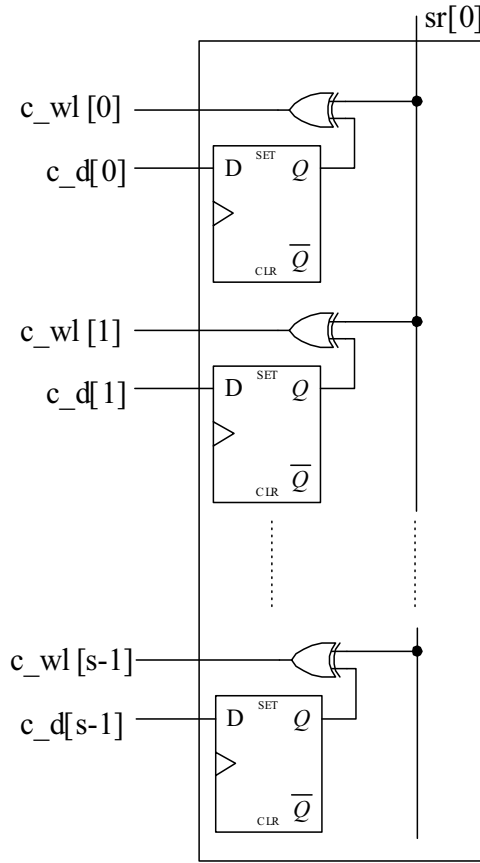 sr[0]
c_wl[0]
c_d[0]
D SET Q
CLR Q
c_wl[1]
c_d[1]
D SET Q
CLR Q
c_wl[s-1]
c_d[s-1]
D SET Q
CLR Q